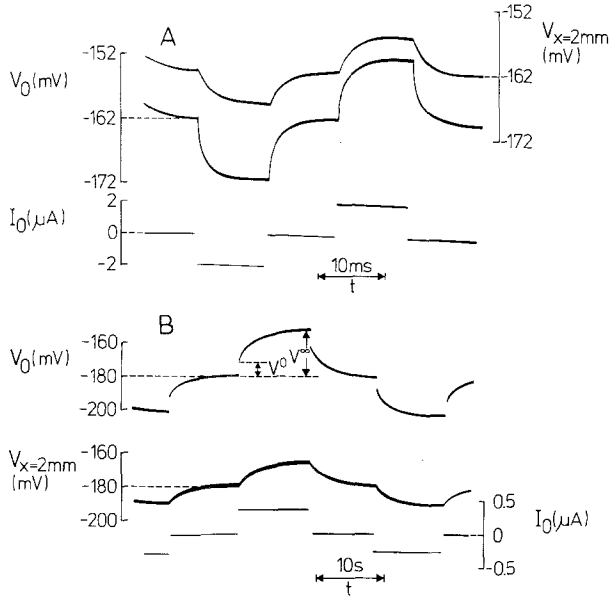 A
V0(mV)
-152
-162
-172
Vx=2mm
(mV)
-152
-162
-172
I0(μA)
2
0
-2
10ms
t
B
V0(mV)
-160
-180
-200
V⁰
V∞
Vx=2mm
(mV)
-160
-180
-200
0.5
0
-0.5
I0(μA)
10s
t